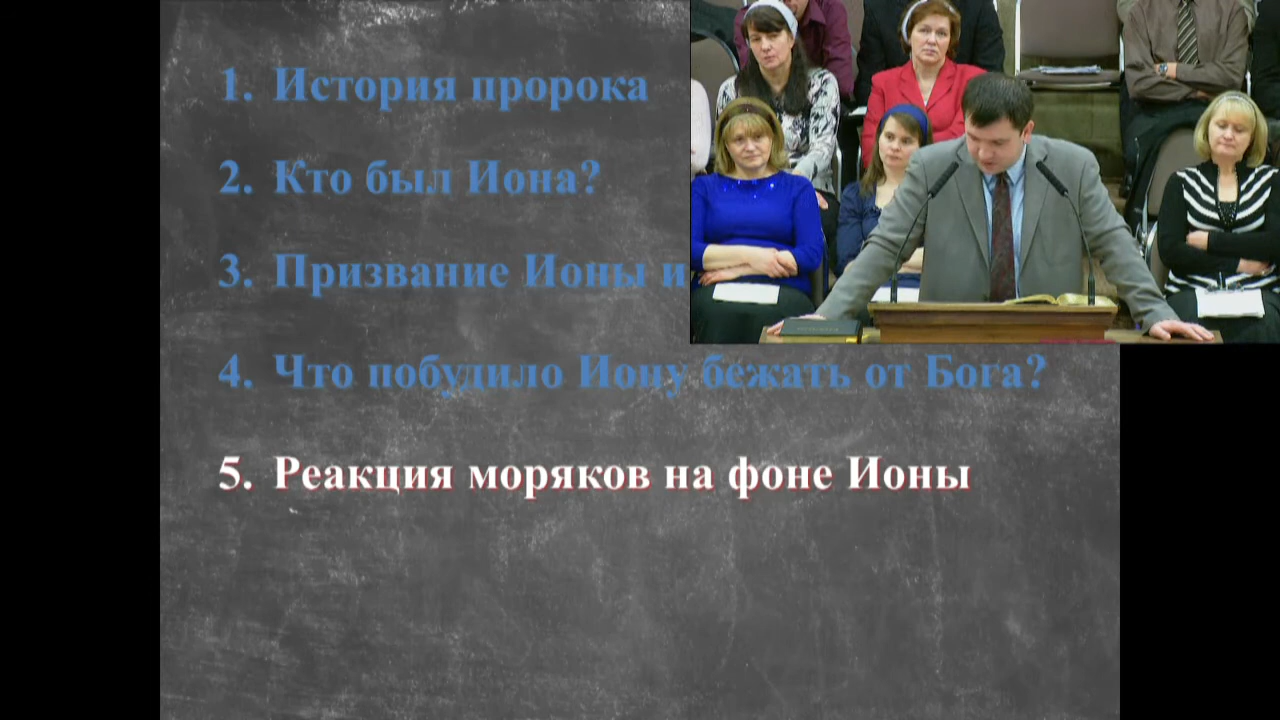 1. История пророка
2. Кто был Иона?
3. Призвание Ионы и
4. Что побудило Иону бежать от Бога?
5. Реакция моряков на фоне Ионы